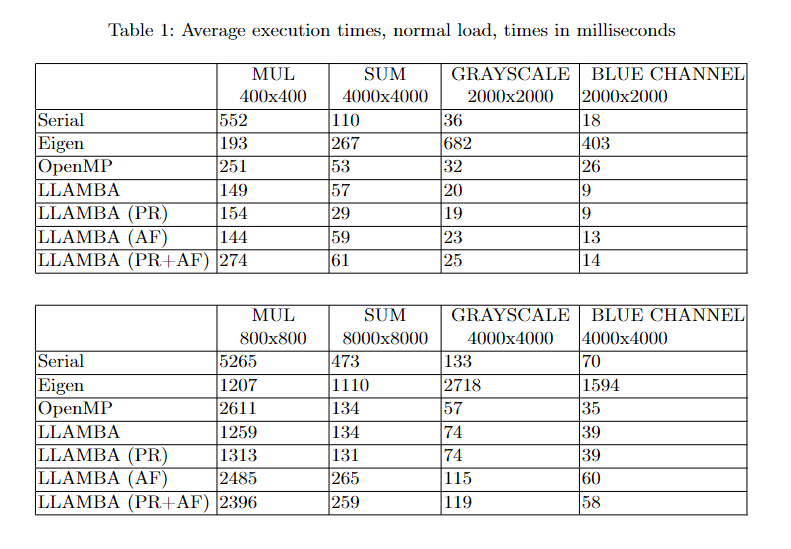 Table 1: Average execution times, normal load, times in milliseconds
MUL SUM GRAYSCALE BLUE CHANNEL
400x400 4000x4000 2000x2000 2000x2000
Serial 552 110 36 18
Eigen 193 267 682 403
OpenMP 251 53 32 26
LLAMBA 149 57 20 9
LLAMBA (PR) 154 29 19 9
LLAMBA (AF) 144 59 23 13
LLAMBA (PR+AF) 274 61 25 14
MUL SUM GRAYSCALE BLUE CHANNEL
800x800 8000x8000 4000x4000 4000x4000
Serial 5265 473 133 70
Eigen 1207 1110 2718 1594
OpenMP 2611 134 57 35
LLAMBA 1259 134 74 39
LLAMBA (PR) 1313 131 74 39
LLAMBA (AF) 2485 265 115 60
LLAMBA (PR+AF) 2396 259 119 58